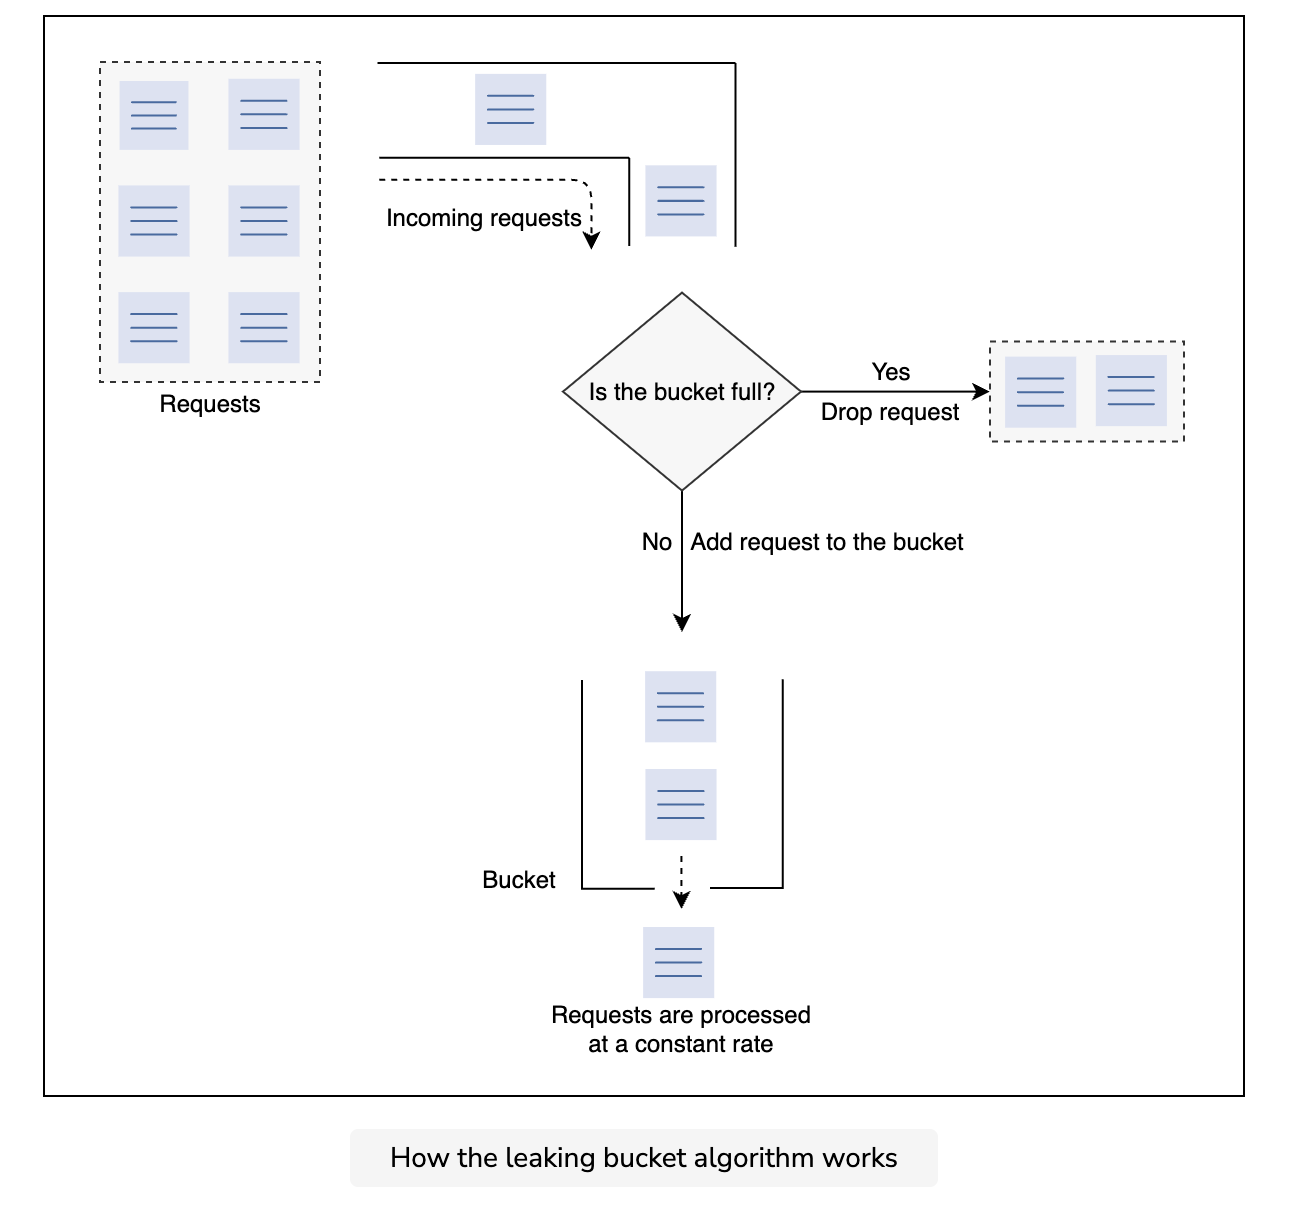 Incoming requests
Requests
Is the bucket full?
Yes
Drop request
No
Add request to the bucket
Bucket
Requests are processed
at a constant rate
How the leaking bucket algorithm works